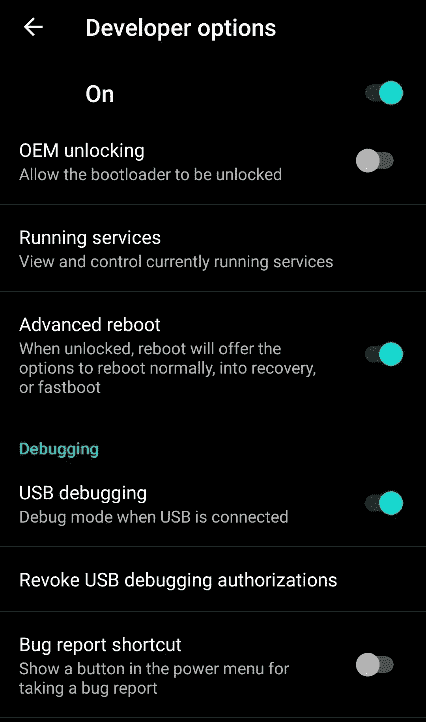 Developer options
On
OEM unlocking
Allow the bootloader to be unlocked
Running services
View and control currently running services
Advanced reboot
When unlocked, reboot will offer the
options to reboot normally, into recovery,
or fastboot
Debugging
USB debugging
Debug mode when USB is connected
Revoke USB debugging authorizations
Bug report shortcut
Show a button in the power menu for
taking a bug report